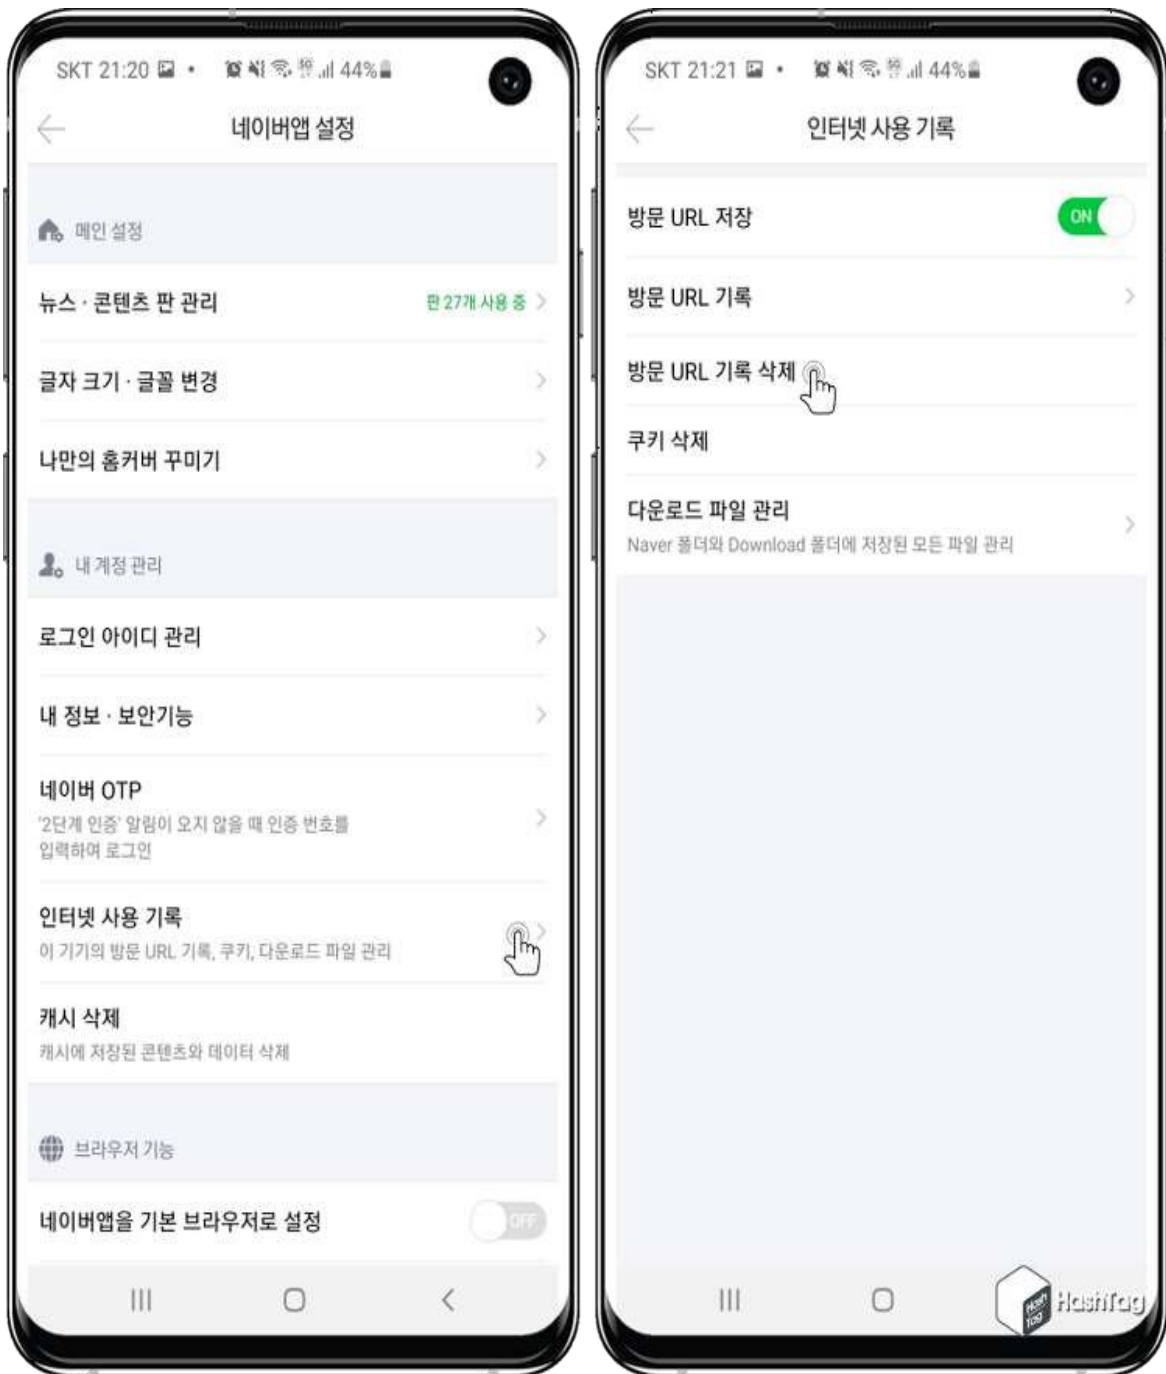 SKT 21:20
44%
네이버앱 설정
메인 설정
뉴스 · 콘텐츠 판 관리
판 27개 사용 중
글자 크기 · 글꼴 변경
나만의 홈커버 꾸미기
내 계정 관리
로그인 아이디 관리
내 정보 · 보안기능
네이버 OTP
'2단계 인증' 알림이 오지 않을 때 인증 번호를
입력하여 로그인
인터넷 사용 기록
이 기기의 방문 URL 기록, 쿠키, 다운로드 파일 관리
캐시 삭제
캐시에 저장된 콘텐츠와 데이터 삭제
브라우저 기능
네이버앱을 기본 브라우저로 설정
OFF
SKT 21:21
44%
인터넷 사용 기록
방문 URL 저장
ON
방문 URL 기록
방문 URL 기록 삭제
쿠키 삭제
다운로드 파일 관리
Naver 폴더와 Download 폴더에 저장된 모든 파일 관리
Hash
Tag
HashTag